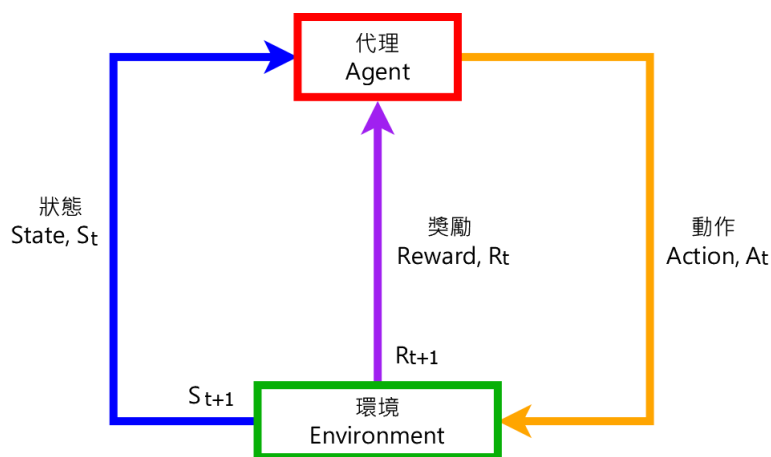 代理
Agent
狀態
State, St
獎勵
Reward, Rt
動作
Action, At
Rt+1
St+1
環境
Environment